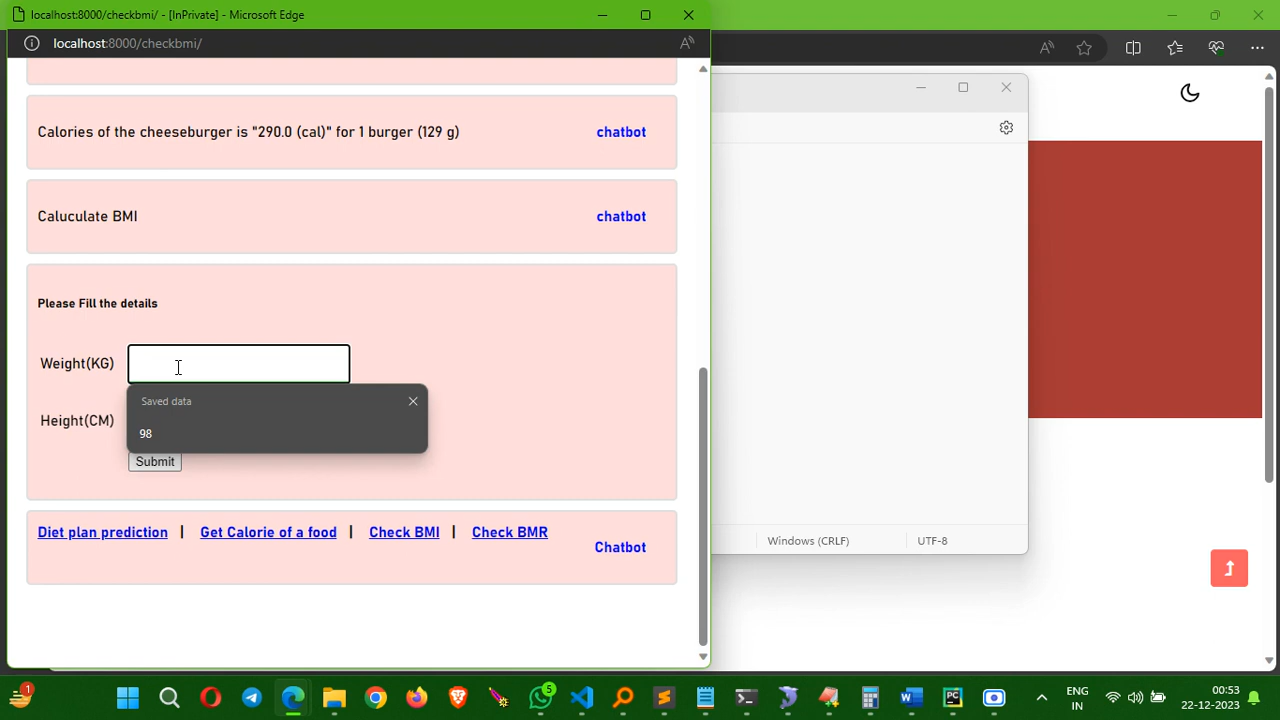 localhost:8000/checkbmi/ - [InPrivate] - Microsoft Edge
localhost:8000/checkbmi/
Calories of the cheeseburger is "290.0 (cal)" for 1 burger (129 g)
chatbot
Caluculate BMI
chatbot
Please Fill the details
Weight(KG)
Saved data
98
Height(CM)
Submit
Diet plan prediction | Get Calorie of a food | Check BMI | Check BMR
Chatbot
Windows (CRLF)
UTF-8
1
5
ENG
IN
00:53
22-12-2023